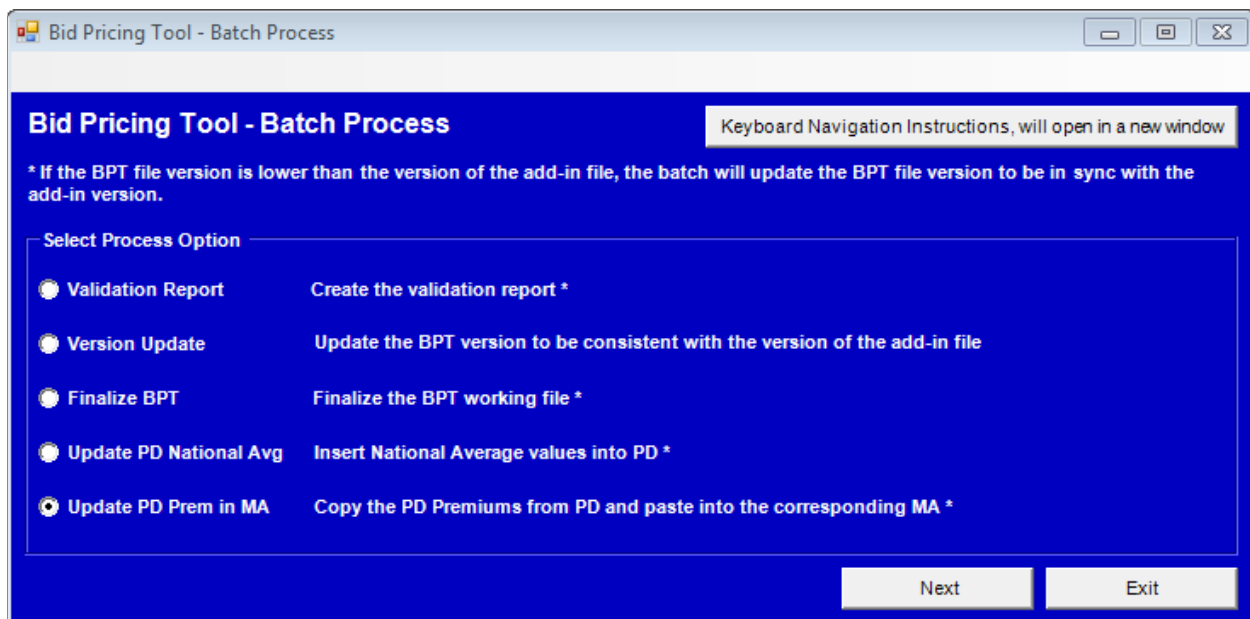 Bid Pricing Tool - Batch Process
Bid Pricing Tool - Batch Process
Keyboard Navigation Instructions, will open in a new window
* If the BPT file version is lower than the version of the add-in file, the batch will update the BPT file version to be in sync with the
add-in version.
Select Process Option
Validation Report Create the validation report *
Version Update Update the BPT version to be consistent with the version of the add-in file
Finalize BPT Finalize the BPT working file *
Update PD National Avg Insert National Average values into PD *
Update PD Prem in MA Copy the PD Premiums from PD and paste into the corresponding MA *
Next Exit